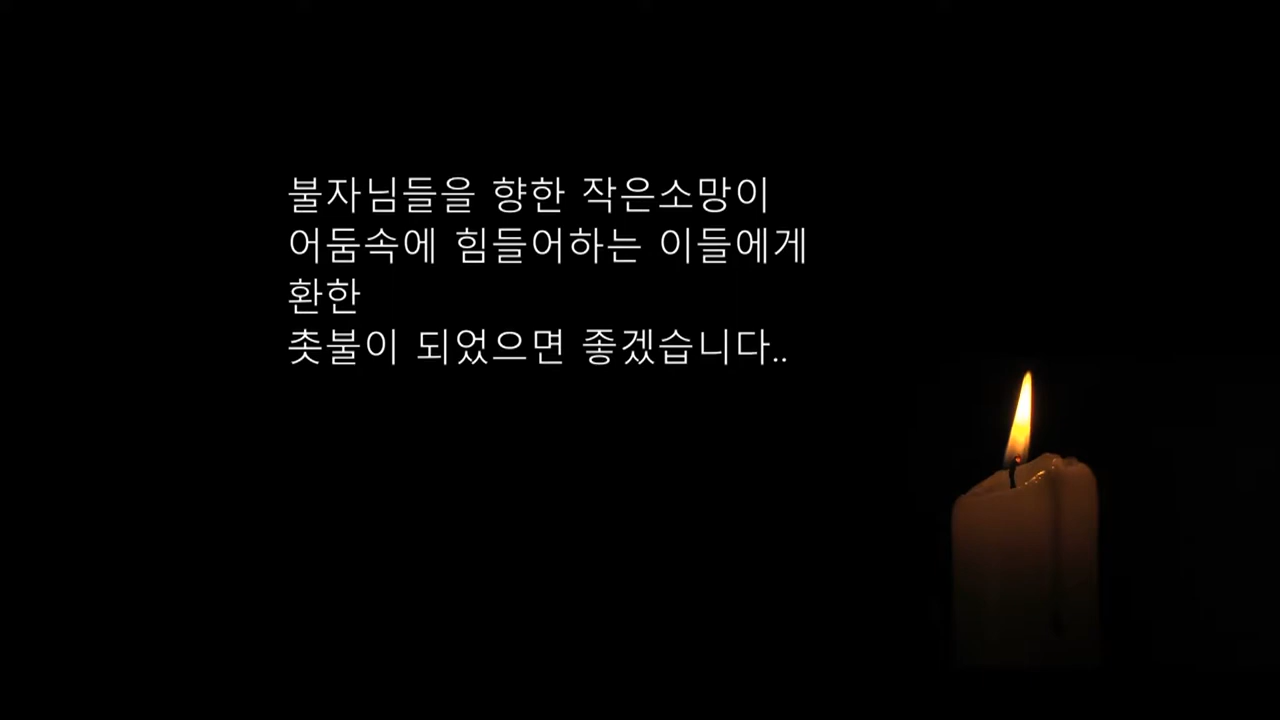 불자님들을 향한 작은소망이
어둠속에 힘들어하는 이들에게
환한
촛불이 되었으면 좋겠습니다..